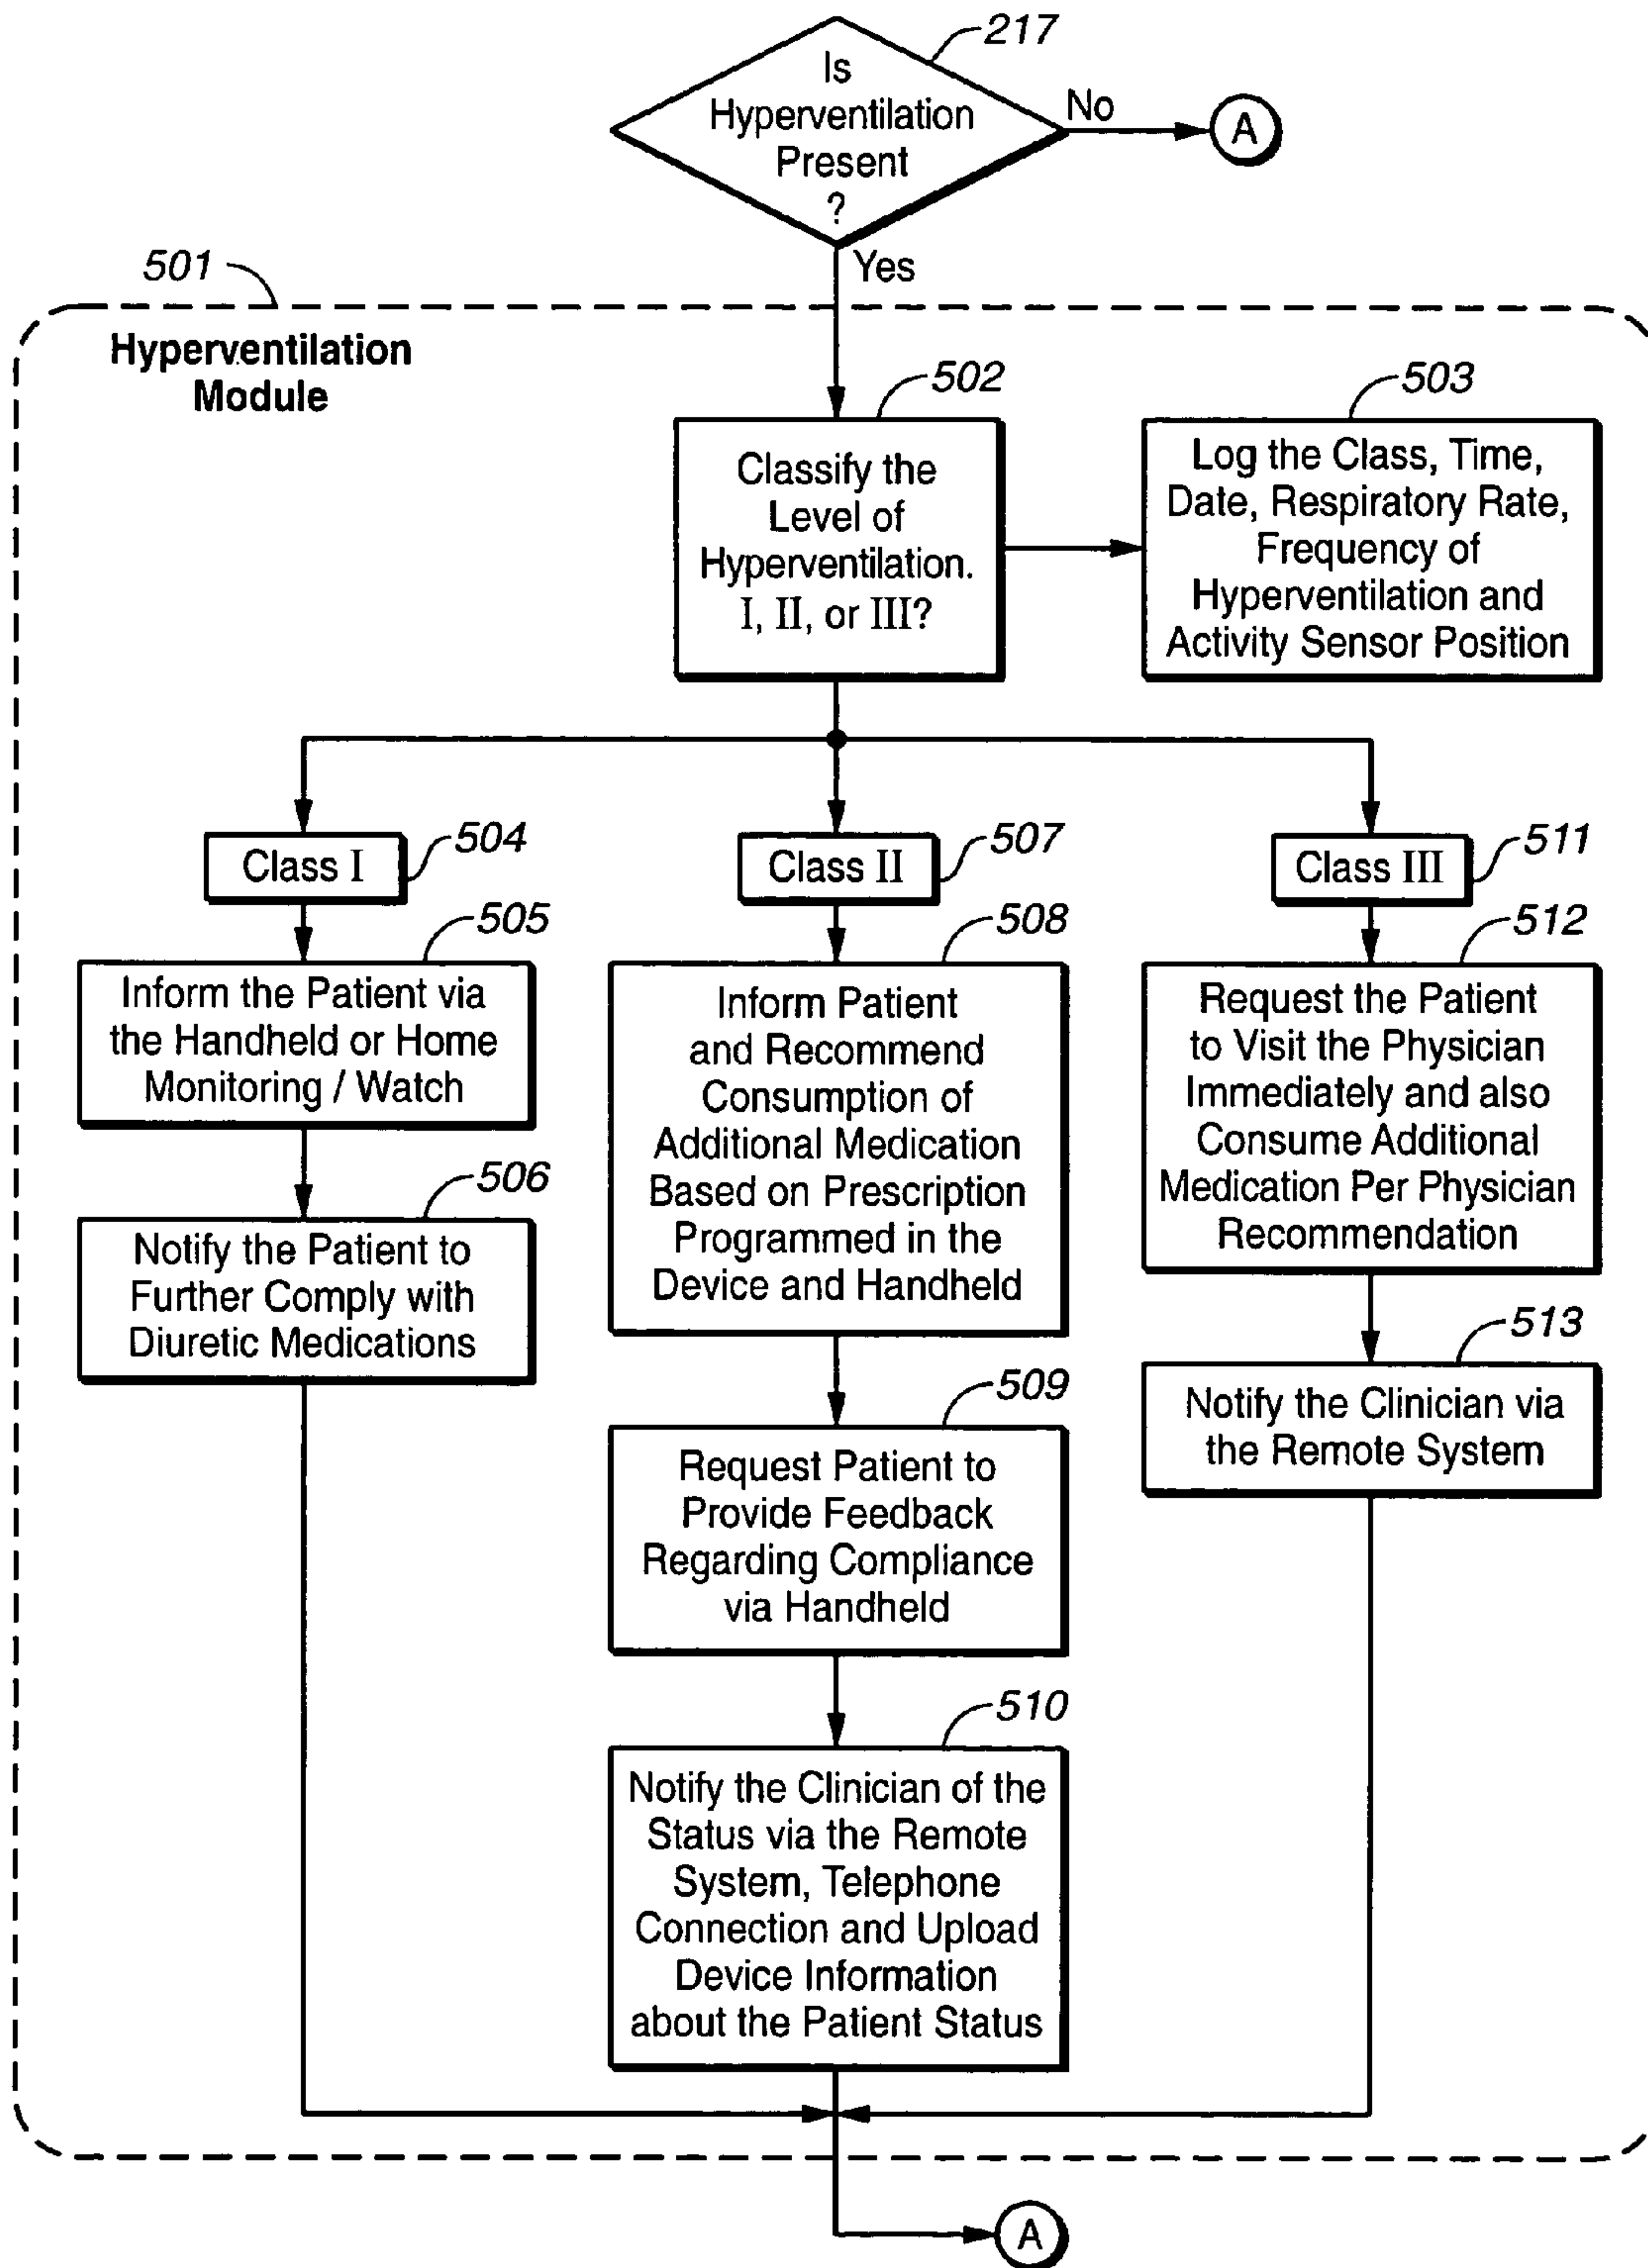 217
Is
Hyperventilation
Present
?
No
A
Yes
501
Hyperventilation
Module
502
Classify the
Level of
Hyperventilation.
I, II, or III?
503
Log the Class, Time,
Date, Respiratory Rate,
Frequency of
Hyperventilation and
Activity Sensor Position
504
Class I
505
Inform the Patient via
the Handheld or Home
Monitoring / Watch
506
Notify the Patient to
Further Comply with
Diuretic Medications
507
Class II
508
Inform Patient
and Recommend
Consumption of
Additional Medication
Based on Prescription
Programmed in the
Device and Handheld
509
Request Patient to
Provide Feedback
Regarding Compliance
via Handheld
510
Notify the Clinician of the
Status via the Remote
System, Telephone
Connection and Upload
Device Information
about the Patient Status
511
Class III
512
Request the Patient
to Visit the Physician
Immediately and also
Consume Additional
Medication Per Physician
Recommendation
513
Notify the Clinician via
the Remote System
A